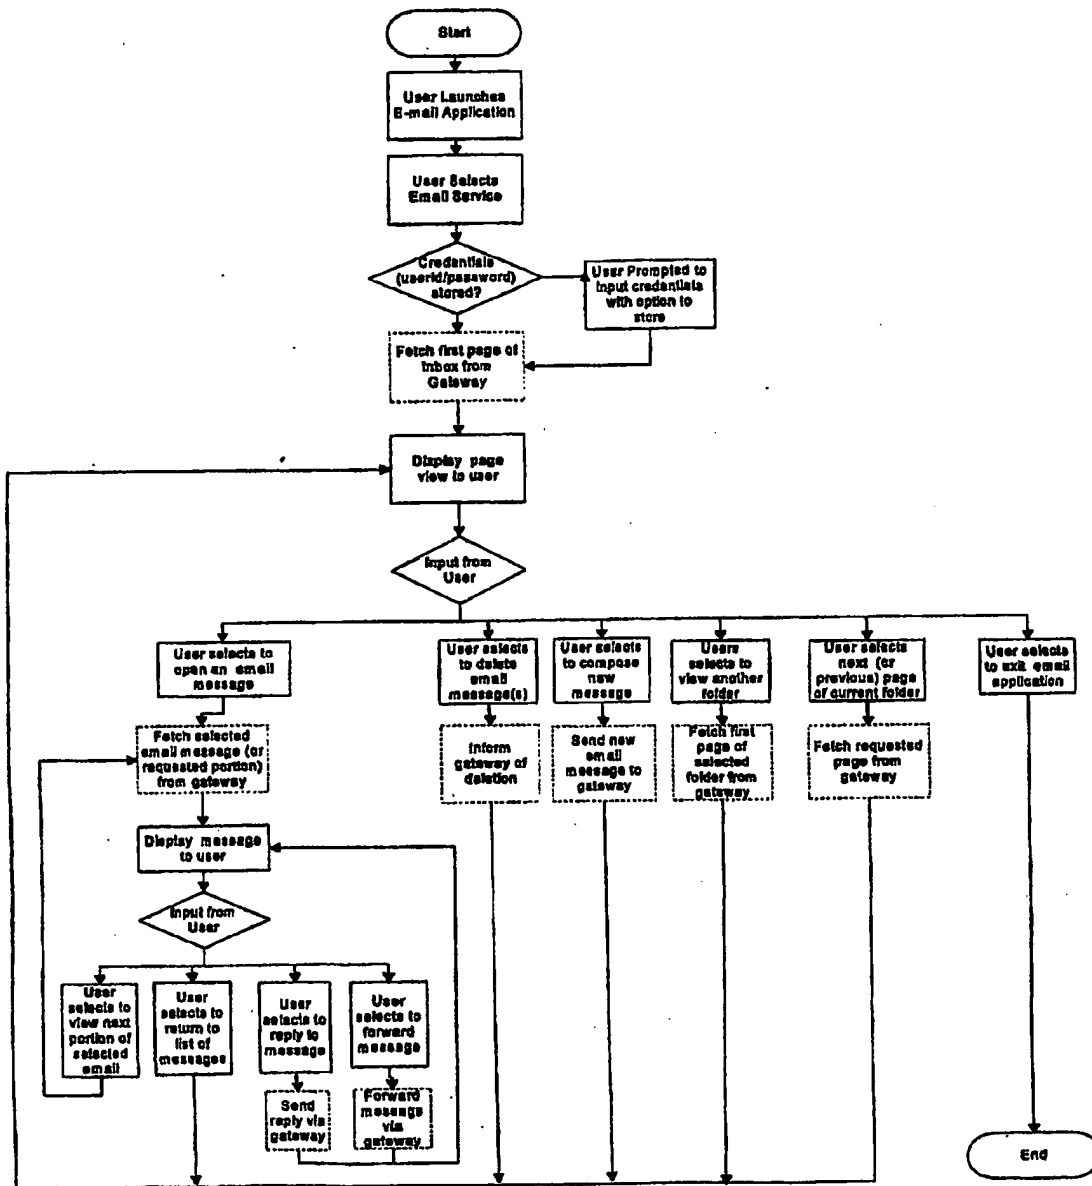 Start
User Launches
E-mail Application
User Selects
Email Service
Credentials
(userid/password)
stored?
User Prompted to
Input credentials
with option to
store
Fetch first page of
Inbox from
Gateway
Display page
view to user
Input from
User
User selects to
open an email
message
User selects
to delete
email
message(s)
User selects
to compose
new
message
Users
selects to
view another
folder
User selects
next (or
previous) page
of current folder
User selects
to exit email
application
Fetch selected
email message (or
requested portion)
from gateway
Inform
gateway of
deletion
Send new
email
message to
gateway
Fetch first
page of
selected
folder from
gateway
Fetch requested
page from
gateway
Display message
to user
Input from
User
User
selects to
view next
portion of
selected
email
User
selects to
return to
list of
messages
User
selects to
reply to
message
User
selects to
forward
message
Send
reply via
gateway
Forward
message
via
gateway
End